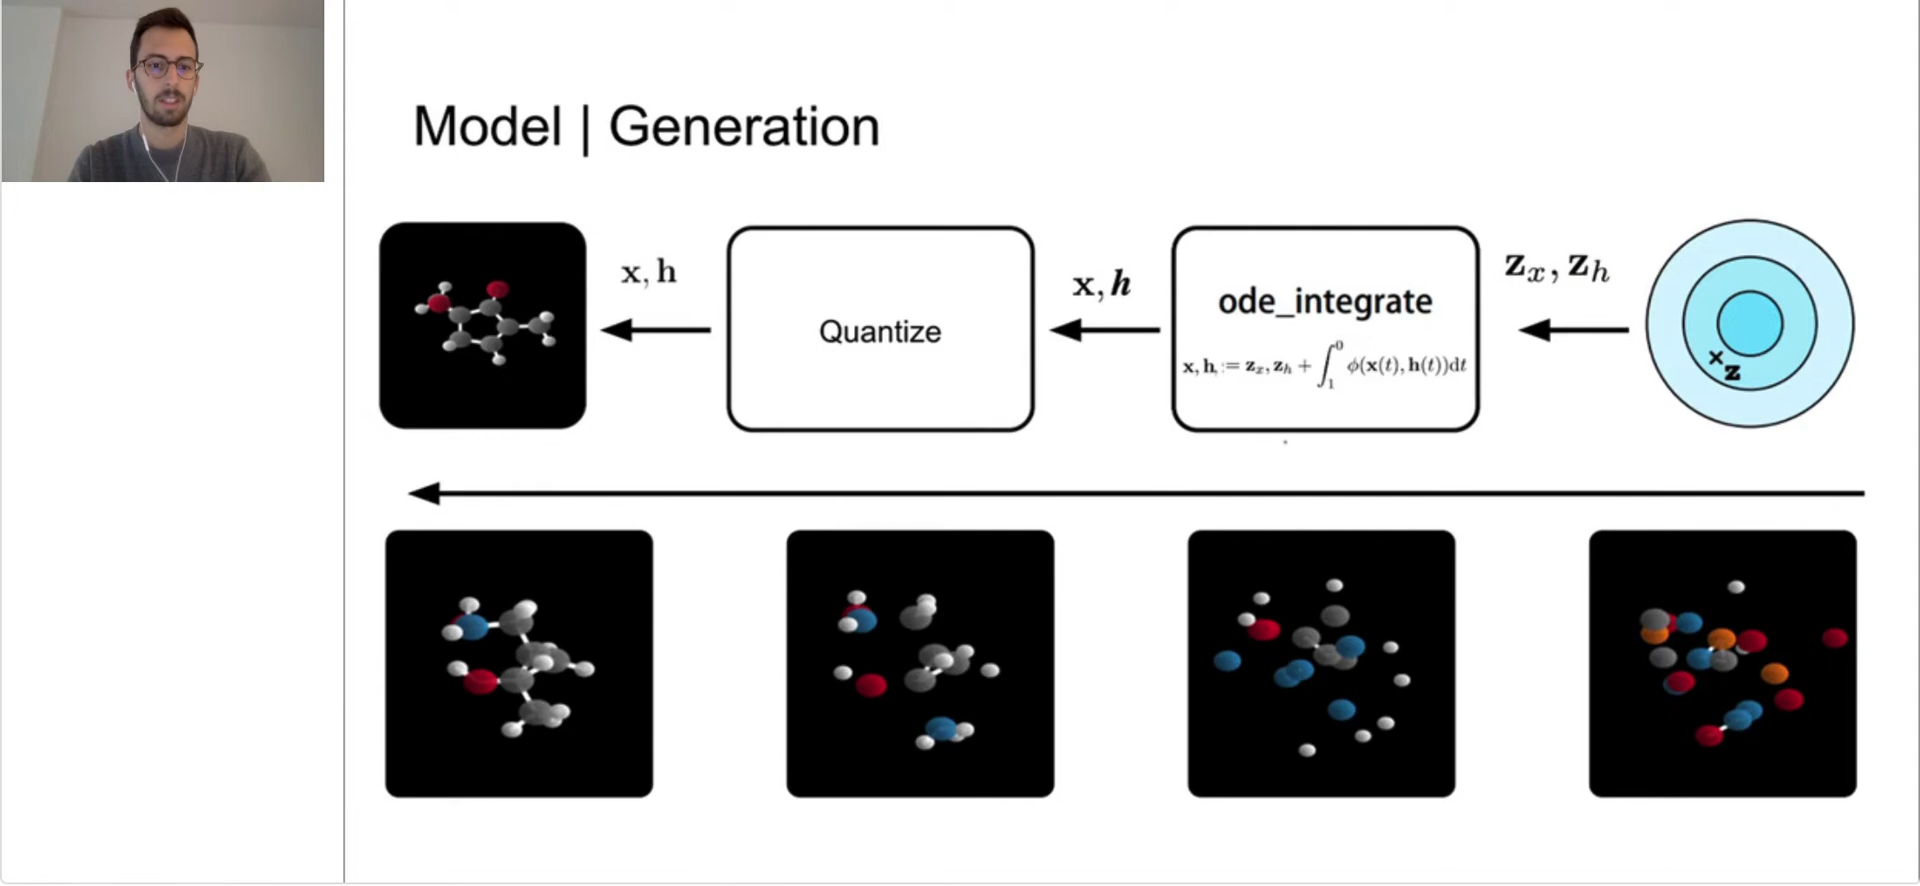 Model | Generation
x, h
Quantize
x, h
ode_integrate
x, h, := z_x, z_h + ∫_1^0 ϕ(x(t), h(t))dt
z_x, z_h
z